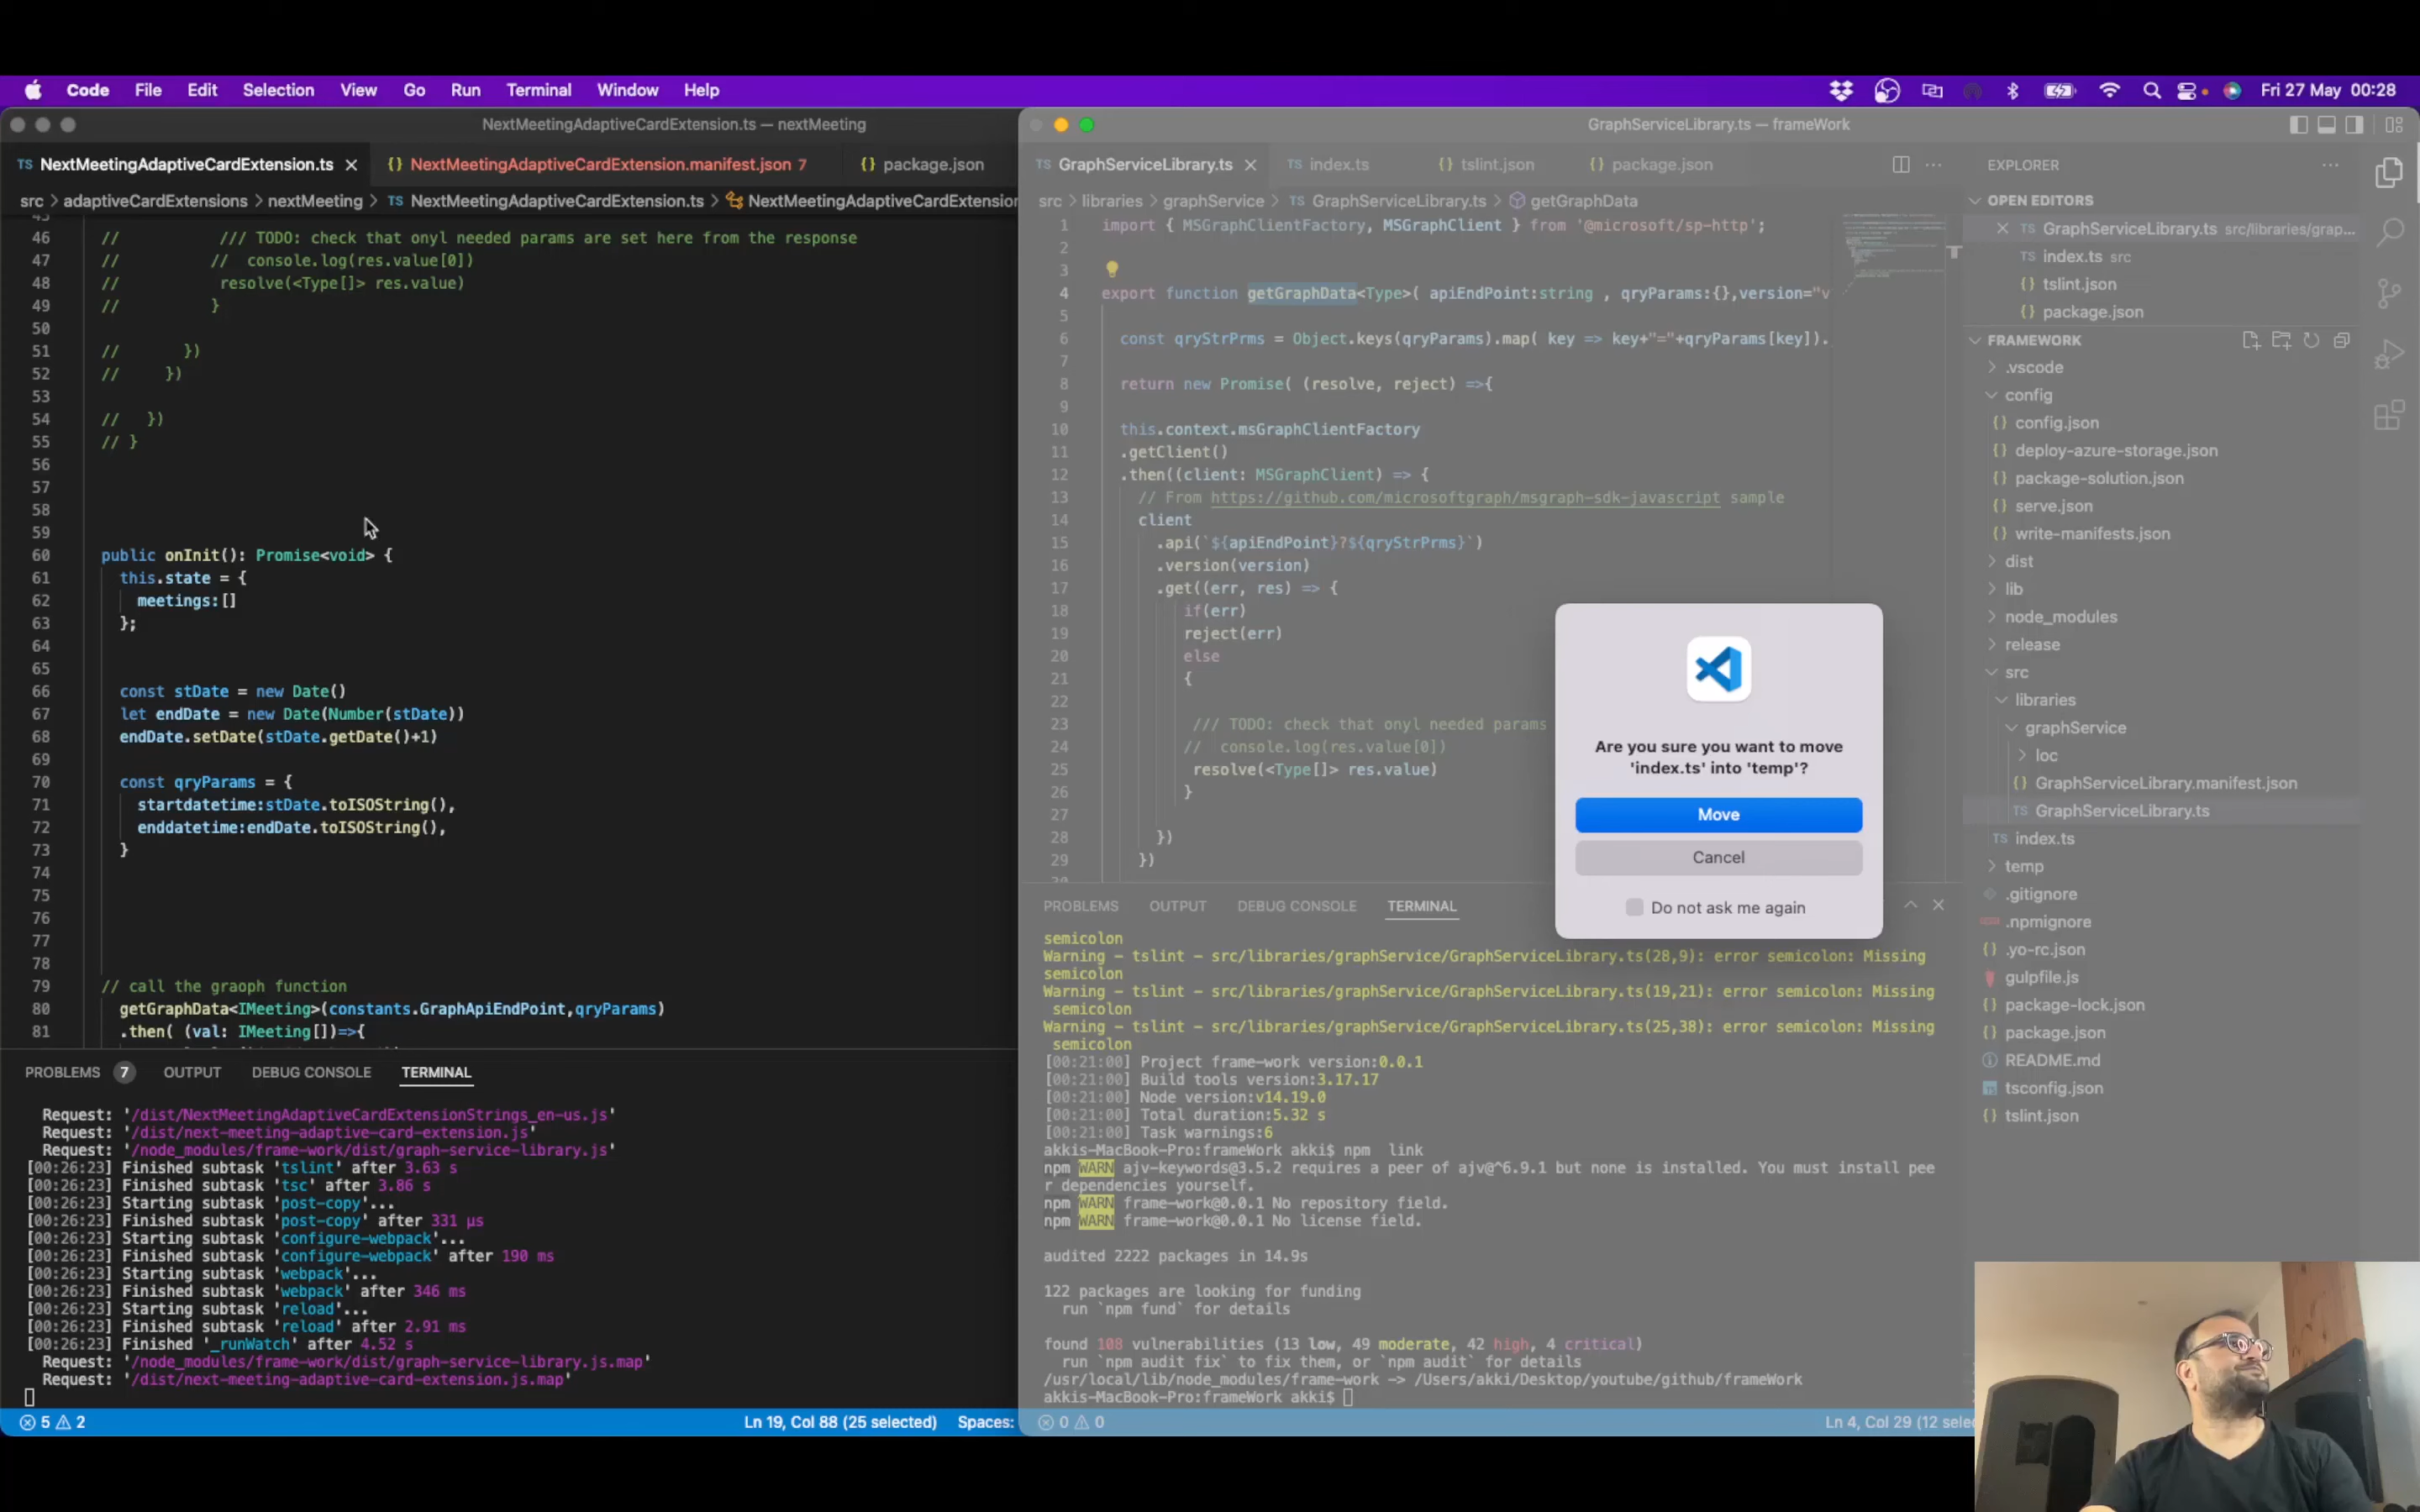 Code File Edit Selection View Go Run Terminal Window Help Fri 27 May 00:28
NextMeetingAdaptiveCardExtension.ts — nextMeeting
TS NextMeetingAdaptiveCardExtension.ts {} NextMeetingAdaptiveCardExtension.manifest.json 7 {} package.json
src > adaptiveCardExtensions > nextMeeting > TS NextMeetingAdaptiveCardExtension.ts > NextMeetingAdaptiveCardExtension
46 // /// TODO: check that onyl needed params are set here from the response
47 // // console.log(res.value[0])
48 // resolve(<Type[]> res.value)
49 // }
50
51 // })
52 // })
53
54 // })
55 // }
56
57
58
59
60 public onInit(): Promise<void> {
61 this.state = {
62 meetings:[]
63 };
64
65
66 const stDate = new Date()
67 let endDate = new Date(Number(stDate))
68 endDate.setDate(stDate.getDate()+1)
69
70 const qryParams = {
71 startdatetime:stDate.toISOString(),
72 enddatetime:endDate.toISOString(),
73 }
74
75
76
77
78
79 // call the graoph function
80 getGraphData<IMeeting>(constants.GraphApiEndPoint,qryParams)
81 .then( (val: IMeeting[])=>{
PROBLEMS 7 OUTPUT DEBUG CONSOLE TERMINAL
Request: '/dist/NextMeetingAdaptiveCardExtensionStrings_en-us.js'
Request: '/dist/next-meeting-adaptive-card-extension.js'
Request: '/node_modules/frame-work/dist/graph-service-library.js'
[00:26:23] Finished subtask 'tslint' after 3.63 s
[00:26:23] Finished subtask 'tsc' after 3.86 s
[00:26:23] Starting subtask 'post-copy'...
[00:26:23] Finished subtask 'post-copy' after 331 μs
[00:26:23] Starting subtask 'configure-webpack'...
[00:26:23] Finished subtask 'configure-webpack' after 190 ms
[00:26:23] Starting subtask 'webpack'...
[00:26:23] Finished subtask 'webpack' after 346 ms
[00:26:23] Starting subtask 'reload'...
[00:26:23] Finished subtask 'reload' after 2.91 ms
[00:26:23] Finished '_runWatch' after 4.52 s
Request: '/node_modules/frame-work/dist/graph-service-library.js.map'
Request: '/dist/next-meeting-adaptive-card-extension.js.map'
5 2 Ln 19, Col 88 (25 selected) Spaces:
GraphServiceLibrary.ts — frameWork
TS GraphServiceLibrary.ts TS index.ts {} tslint.json {} package.json
src > libraries > graphService > TS GraphServiceLibrary.ts > getGraphData
1 import { MSGraphClientFactory, MSGraphClient } from '@microsoft/sp-http';
2
3
4 export function getGraphData<Type>( apiEndPoint:string , qryParams:{},version="v
5
6 const qryStrPrms = Object.keys(qryParams).map( key => key+"="+qryParams[key]).
7
8 return new Promise( (resolve, reject) =>{
9
10 this.context.msGraphClientFactory
11 .getClient()
12 .then((client: MSGraphClient) => {
13 // From https://github.com/microsoftgraph/msgraph-sdk-javascript sample
14 client
15 .api(`${apiEndPoint}?${qryStrPrms}`)
16 .version(version)
17 .get((err, res) => {
18 if(err)
19 reject(err)
20 else
21 {
22
23 /// TODO: check that onyl needed params
24 // console.log(res.value[0])
25 resolve(<Type[]> res.value)
26 }
27
28 })
29 })
Are you sure you want to move
'index.ts' into 'temp'?
Move
Cancel
Do not ask me again
PROBLEMS OUTPUT DEBUG CONSOLE TERMINAL
semicolon
Warning - tslint - src/libraries/graphService/GraphServiceLibrary.ts(28,9): error semicolon: Missing
semicolon
Warning - tslint - src/libraries/graphService/GraphServiceLibrary.ts(19,21): error semicolon: Missing
semicolon
Warning - tslint - src/libraries/graphService/GraphServiceLibrary.ts(25,38): error semicolon: Missing
semicolon
[00:21:00] Project frame-work version:0.0.1
[00:21:00] Build tools version:3.17.17
[00:21:00] Node version:v14.19.0
[00:21:00] Total duration:5.32 s
[00:21:00] Task warnings:6
akkis-MacBook-Pro:frameWork akki$ npm link
npm WARN ajv-keywords@3.5.2 requires a peer of ajv@^6.9.1 but none is installed. You must install pee
r dependencies yourself.
npm WARN frame-work@0.0.1 No repository field.
npm WARN frame-work@0.0.1 No license field.
audited 2222 packages in 14.9s
122 packages are looking for funding
run `npm fund` for details
found 108 vulnerabilities (13 low, 49 moderate, 42 high, 4 critical)
run `npm audit fix` to fix them, or `npm audit` for details
/usr/local/lib/node_modules/frame-work -> /Users/akki/Desktop/youtube/github/frameWork
akkis-MacBook-Pro:frameWork akki$
0 0 Ln 4, Col 29 (12 sele
EXPLORER
OPEN EDITORS
TS GraphServiceLibrary.ts src/libraries/grap...
TS index.ts src
{} tslint.json
{} package.json
FRAMEWORK
.vscode
config
{} config.json
{} deploy-azure-storage.json
{} package-solution.json
{} serve.json
{} write-manifests.json
dist
lib
node_modules
release
src
libraries
graphService
loc
{} GraphServiceLibrary.manifest.json
TS GraphServiceLibrary.ts
TS index.ts
temp
.gitignore
.npmignore
{} .yo-rc.json
gulpfile.js
{} package-lock.json
{} package.json
README.md
tsconfig.json
{} tslint.json